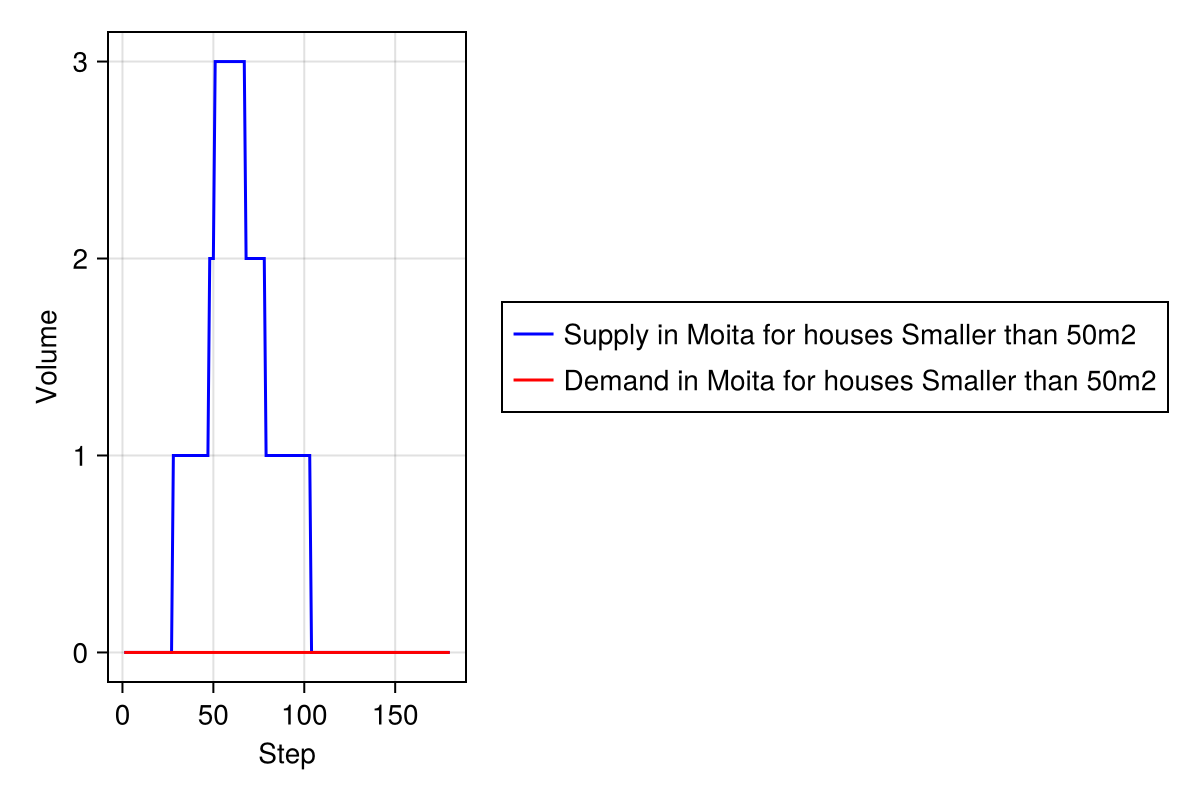 3
2
1
0
Volume
0 50 100 150
Step
Supply in Moita for houses Smaller than 50m2
Demand in Moita for houses Smaller than 50m2